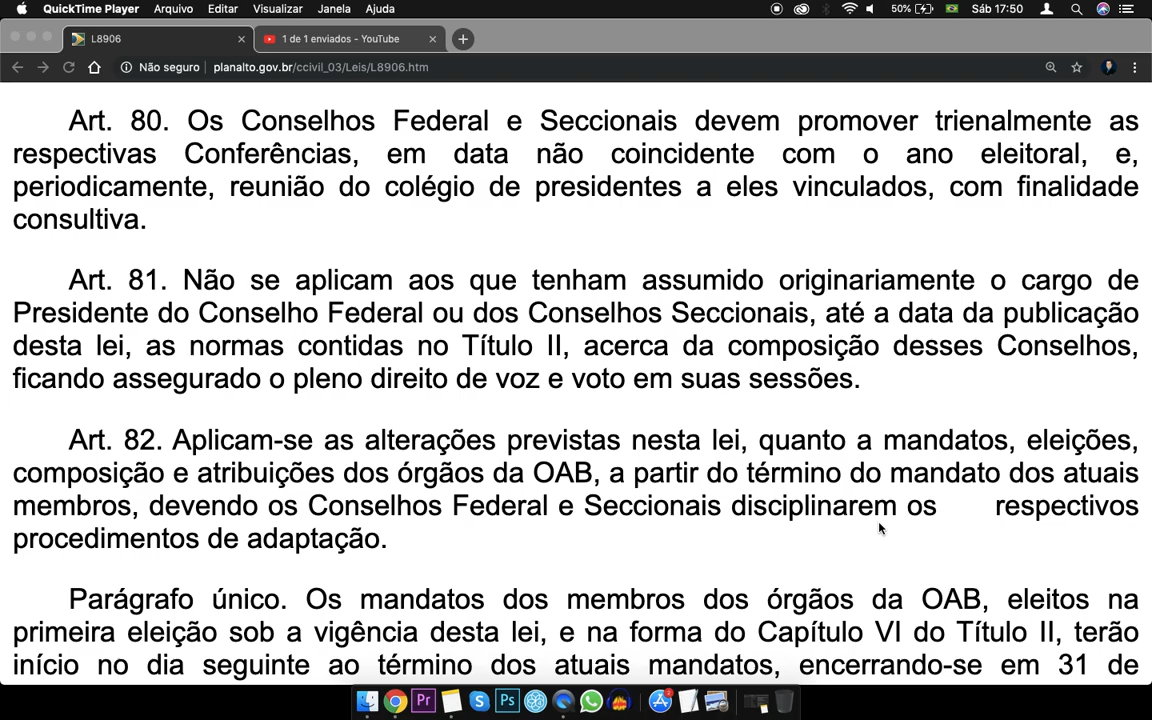 QuickTime Player Arquivo Editar Visualizar Janela Ajuda 50% Sáb 17:50
L8906 1 de 1 enviados - YouTube
Não seguro planalto.gov.br/ccivil_03/Leis/L8906.htm
Art. 80. Os Conselhos Federal e Seccionais devem promover trienalmente as
respectivas Conferências, em data não coincidente com o ano eleitoral, e,
periodicamente, reunião do colégio de presidentes a eles vinculados, com finalidade
consultiva.
Art. 81. Não se aplicam aos que tenham assumido originariamente o cargo de
Presidente do Conselho Federal ou dos Conselhos Seccionais, até a data da publicação
desta lei, as normas contidas no Título II, acerca da composição desses Conselhos,
ficando assegurado o pleno direito de voz e voto em suas sessões.
Art. 82. Aplicam-se as alterações previstas nesta lei, quanto a mandatos, eleições,
composição e atribuições dos órgãos da OAB, a partir do término do mandato dos atuais
membros, devendo os Conselhos Federal e Seccionais disciplinarem os respectivos
procedimentos de adaptação.
Parágrafo único. Os mandatos dos membros dos órgãos da OAB, eleitos na
primeira eleição sob a vigência desta lei, e na forma do Capítulo VI do Título II, terão
início no dia seguinte ao término dos atuais mandatos, encerrando-se em 31 de
Pr S Ps